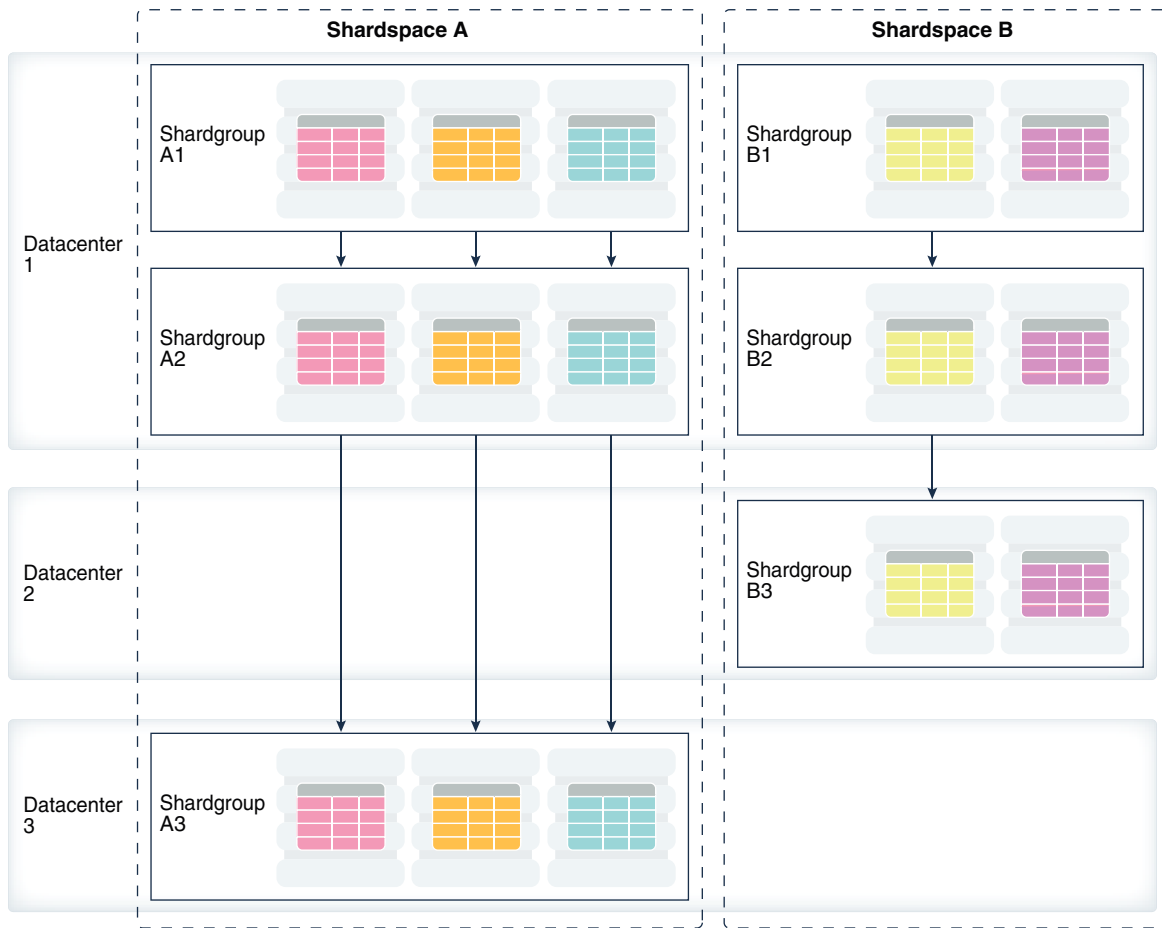 Shardspace A
Shardspace B
Shardgroup
A1
Shardgroup
B1
Datacenter
1
Shardgroup
A2
Shardgroup
B2
Datacenter
2
Shardgroup
B3
Datacenter
3
Shardgroup
A3